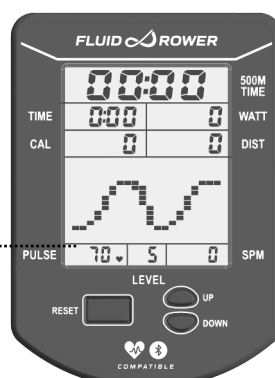 FLUID ROWER
00:00 500M TIME
TIME 0:00 0 WATT
CAL 0 0 DIST
PULSE 70 5 0 SPM
LEVEL
RESET UP
DOWN
COMPATIBLE